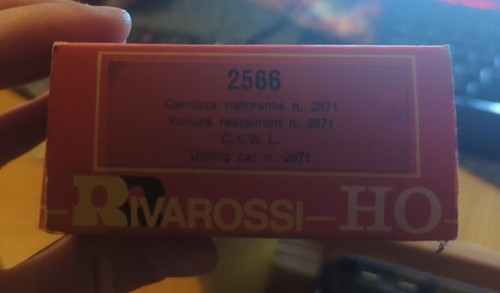 2566
Carrozza ristorante n. 2871
Voiture restaurant n. 2871
C.I.W.L.
Dining car n. 2871
RIVAROSSI-HO